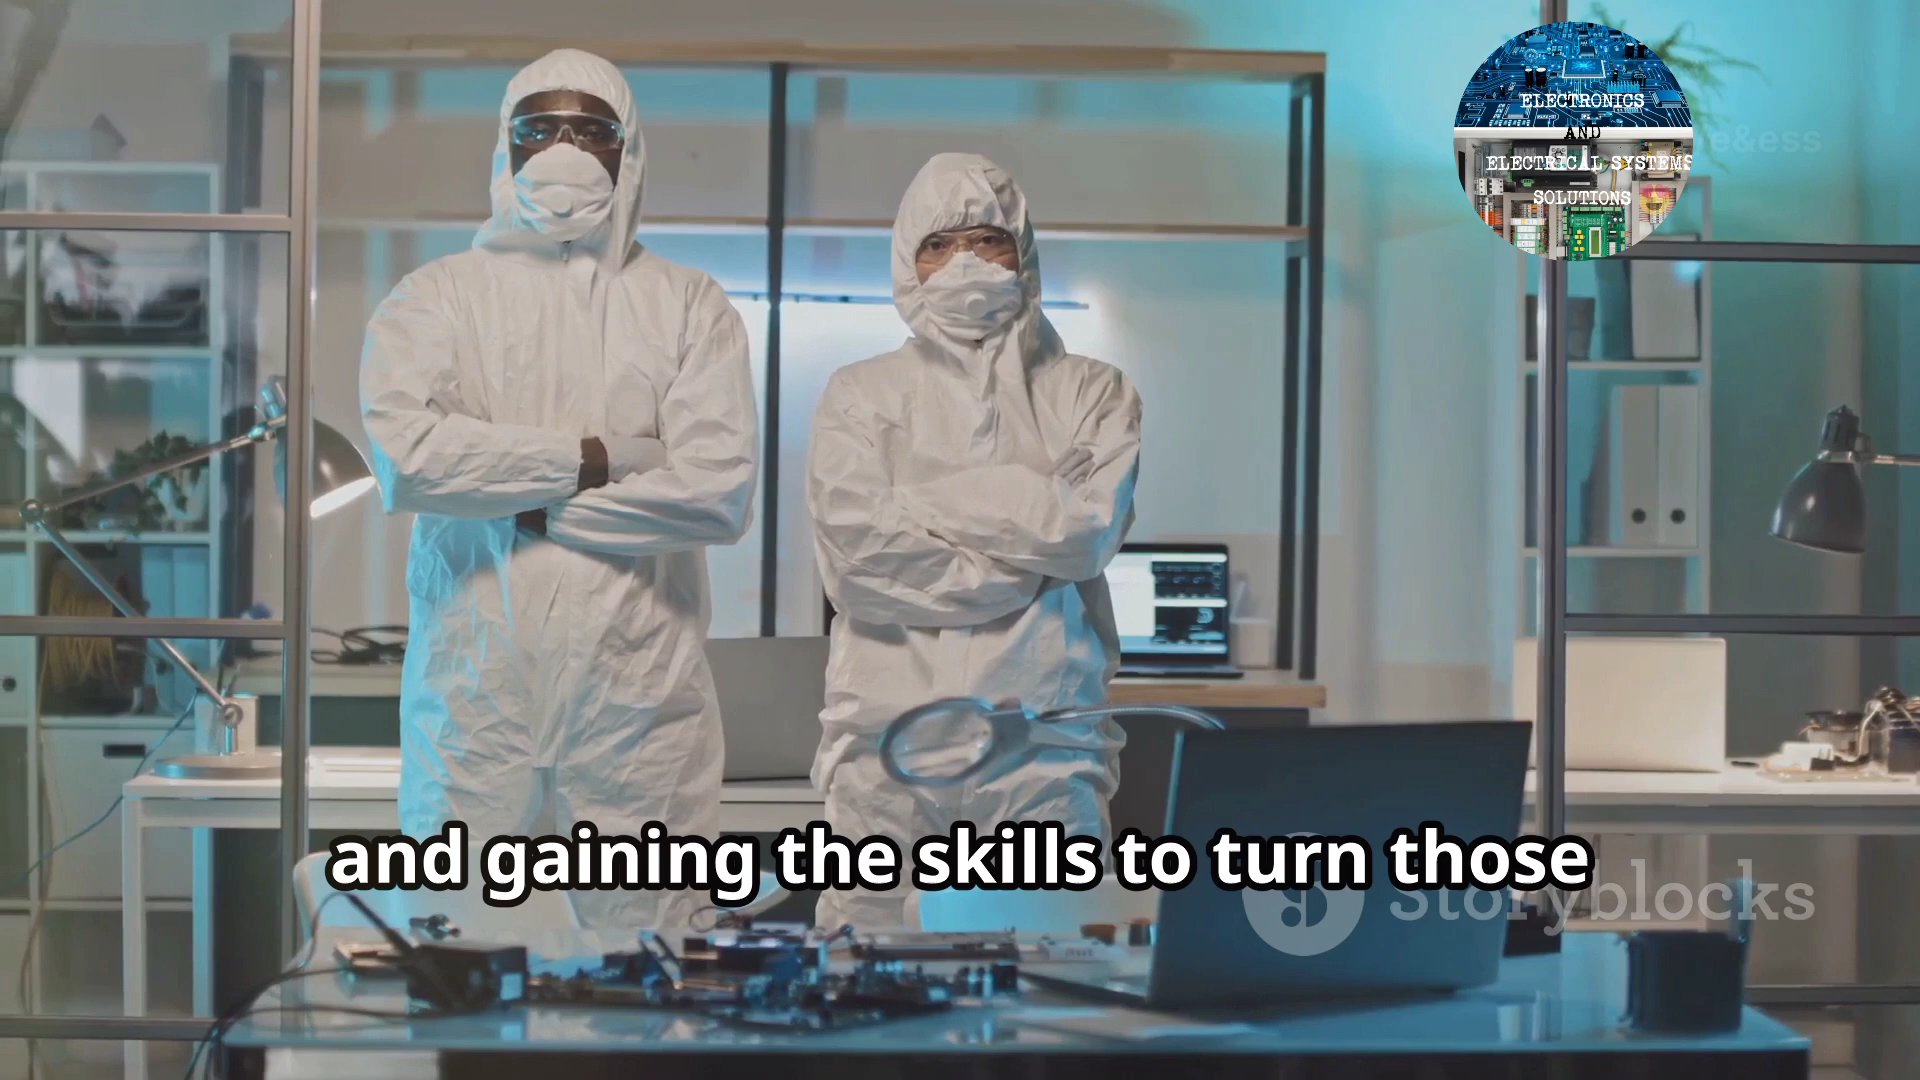 ELECTRONICS
AND
ELECTRICAL SYSTEMS
SOLUTIONS
e&ess
and gaining the skills to turn those
Storyblocks